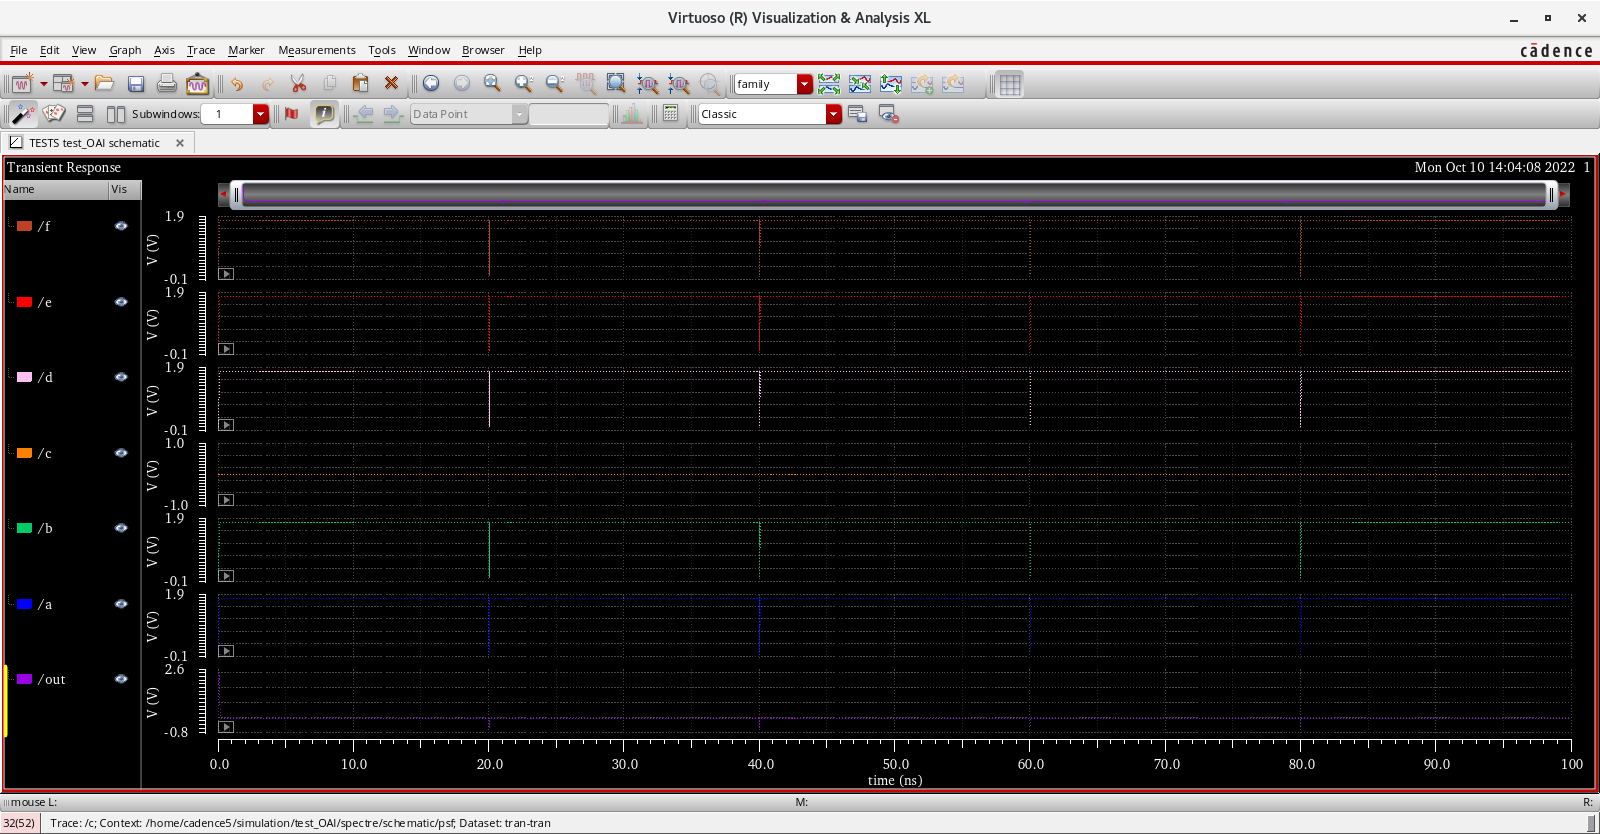 Virtuoso (R) Visualization & Analysis XL
File Edit View Graph Axis Trace Marker Measurements Tools Window Browser Help
cādence
family
Subwindows: 1
Data Point
Classic
TESTS test_OAI schematic
Transient Response
Mon Oct 10 14:04:08 2022 1
Name Vis
/f
1.9
V (V)
-0.1
/e
1.9
V (V)
-0.1
/d
1.9
V (V)
-0.1
/c
1.0
V (V)
-1.0
/b
1.9
V (V)
-0.1
/a
1.9
V (V)
-0.1
/out
2.6
V (V)
-0.8
0.0 10.0 20.0 30.0 40.0 50.0 60.0 70.0 80.0 90.0 100
time (ns)
mouse L: M: R:
32(52) Trace: /c; Context: /home/cadence5/simulation/test_OAI/spectre/schematic/psf; Dataset: tran-tran